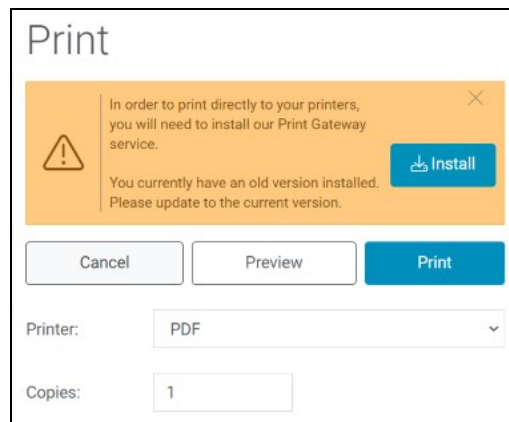 Print
In order to print directly to your printers,
you will need to install our Print Gateway
service.
You currently have an old version installed.
Please update to the current version.
Install
Cancel
Preview
Print
Printer:
PDF
Copies:
1